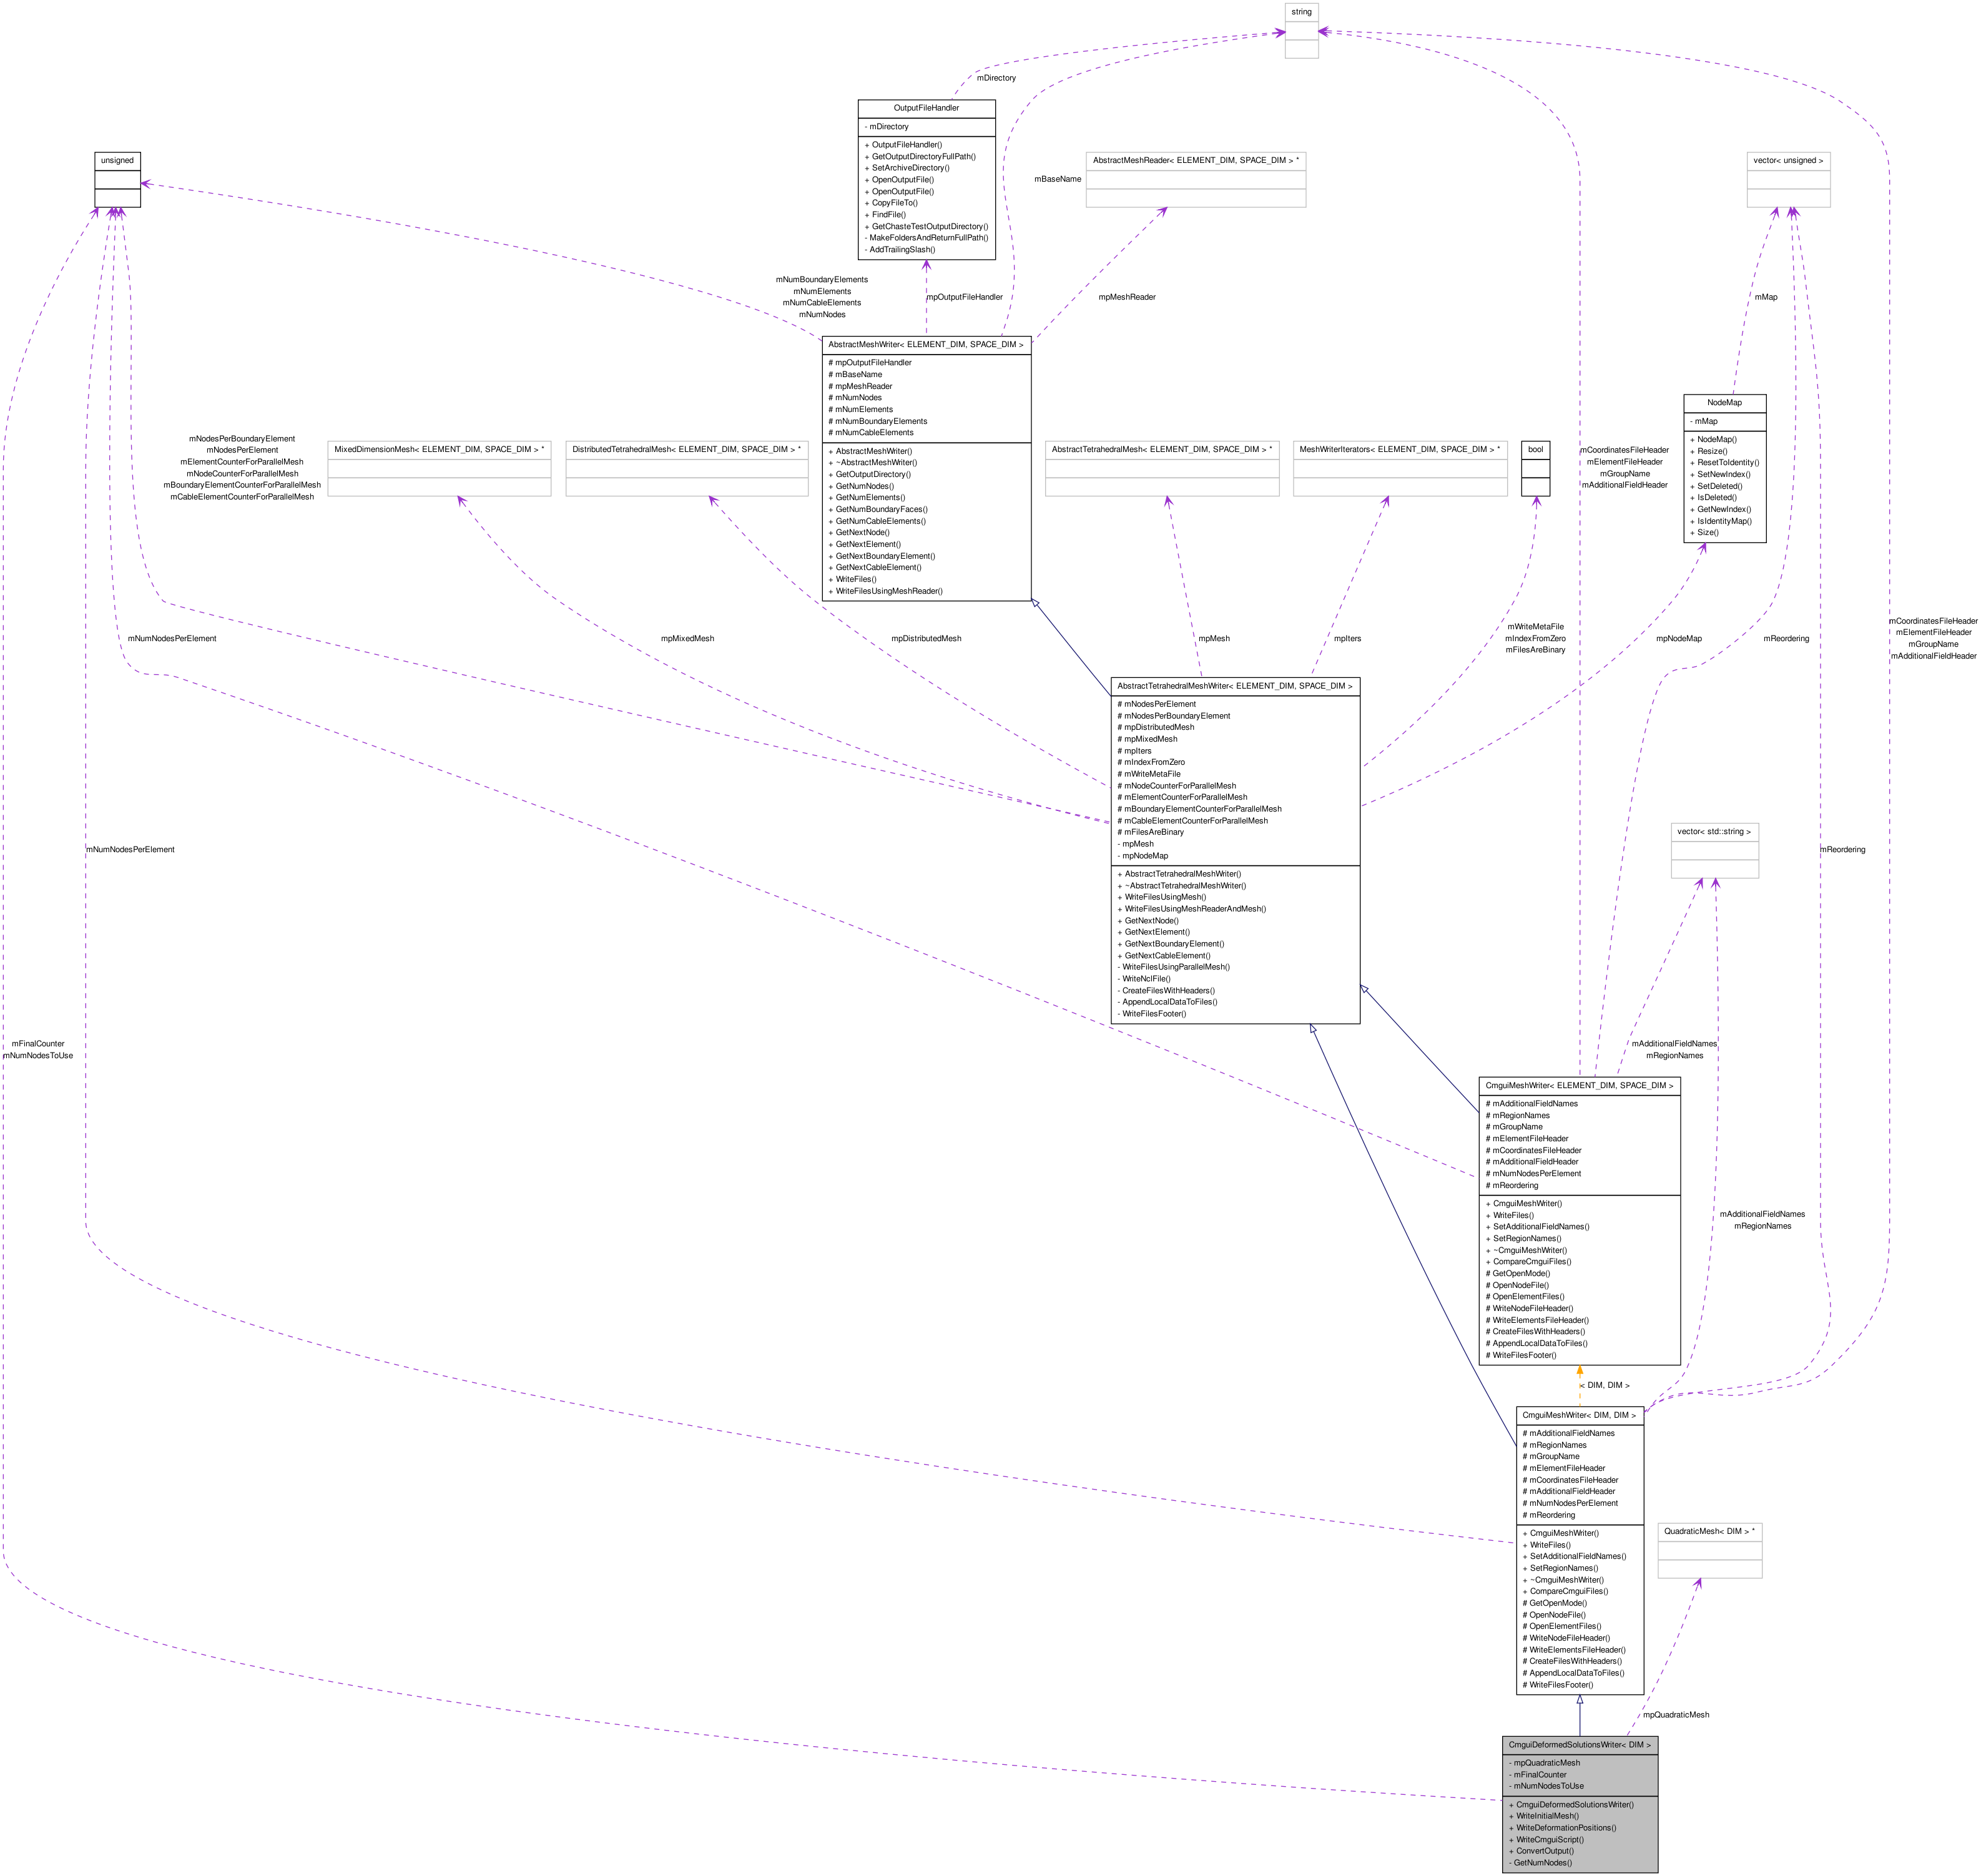 string
mDirectory
OutputFileHandler
- mDirectory
+ OutputFileHandler()
+ GetOutputDirectoryFullPath()
+ SetArchiveDirectory()
+ OpenOutputFile()
+ OpenOutputFile()
+ CopyFileTo()
+ FindFile()
+ GetChasteTestOutputDirectory()
- MakeFoldersAndReturnFullPath()
- AddTrailingSlash()
unsigned
mBaseName
AbstractMeshReader< ELEMENT_DIM, SPACE_DIM > *
vector< unsigned >
mNumBoundaryElements
mNumElements
mNumCableElements
mNumNodes
mpOutputFileHandler
mpMeshReader
mMap
AbstractMeshWriter< ELEMENT_DIM, SPACE_DIM >
# mpOutputFileHandler
# mBaseName
# mpMeshReader
# mNumNodes
# mNumElements
# mNumBoundaryElements
# mNumCableElements
+ AbstractMeshWriter()
+ ~AbstractMeshWriter()
+ GetOutputDirectory()
+ GetNumNodes()
+ GetNumElements()
+ GetNumBoundaryFaces()
+ GetNumCableElements()
+ GetNextNode()
+ GetNextElement()
+ GetNextBoundaryElement()
+ GetNextCableElement()
+ WriteFiles()
+ WriteFilesUsingMeshReader()
NodeMap
- mMap
+ NodeMap()
+ Resize()
+ ResetToIdentity()
+ SetNewIndex()
+ SetDeleted()
+ IsDeleted()
+ GetNewIndex()
+ IsIdentityMap()
+ Size()
mNodesPerBoundaryElement
mNodesPerElement
mElementCounterForParallelMesh
mNodeCounterForParallelMesh
mBoundaryElementCounterForParallelMesh
mCableElementCounterForParallelMesh
MixedDimensionMesh< ELEMENT_DIM, SPACE_DIM > *
DistributedTetrahedralMesh< ELEMENT_DIM, SPACE_DIM > *
AbstractTetrahedralMesh< ELEMENT_DIM, SPACE_DIM > *
MeshWriterIterators< ELEMENT_DIM, SPACE_DIM > *
bool
mCoordinatesFileHeader
mElementFileHeader
mGroupName
mAdditionalFieldHeader
mNumNodesPerElement
mpMixedMesh
mpDistributedMesh
mpMesh
mpIters
mWriteMetaFile
mIndexFromZero
mFilesAreBinary
mpNodeMap
mReordering
mCoordinatesFileHeader
mElementFileHeader
mGroupName
mAdditionalFieldHeader
AbstractTetrahedralMeshWriter< ELEMENT_DIM, SPACE_DIM >
# mNodesPerElement
# mNodesPerBoundaryElement
# mpDistributedMesh
# mpMixedMesh
# mpIters
# mIndexFromZero
# mWriteMetaFile
# mNodeCounterForParallelMesh
# mElementCounterForParallelMesh
# mBoundaryElementCounterForParallelMesh
# mCableElementCounterForParallelMesh
# mFilesAreBinary
- mpMesh
- mpNodeMap
+ AbstractTetrahedralMeshWriter()
+ ~AbstractTetrahedralMeshWriter()
+ WriteFilesUsingMesh()
+ WriteFilesUsingMeshReaderAndMesh()
+ GetNextNode()
+ GetNextElement()
+ GetNextBoundaryElement()
+ GetNextCableElement()
- WriteFilesUsingParallelMesh()
- WriteNclFile()
- CreateFilesWithHeaders()
- AppendLocalDataToFiles()
- WriteFilesFooter()
vector< std::string >
mNumNodesPerElement
mReordering
mFinalCounter
mNumNodesToUse
mAdditionalFieldNames
mRegionNames
CmguiMeshWriter< ELEMENT_DIM, SPACE_DIM >
# mAdditionalFieldNames
# mRegionNames
# mGroupName
# mElementFileHeader
# mCoordinatesFileHeader
# mAdditionalFieldHeader
# mNumNodesPerElement
# mReordering
+ CmguiMeshWriter()
+ WriteFiles()
+ SetAdditionalFieldNames()
+ SetRegionNames()
+ ~CmguiMeshWriter()
+ CompareCmguiFiles()
# GetOpenMode()
# OpenNodeFile()
# OpenElementFiles()
# WriteNodeFileHeader()
# WriteElementsFileHeader()
# CreateFilesWithHeaders()
# AppendLocalDataToFiles()
# WriteFilesFooter()
mAdditionalFieldNames
mRegionNames
< DIM, DIM >
CmguiMeshWriter< DIM, DIM >
# mAdditionalFieldNames
# mRegionNames
# mGroupName
# mElementFileHeader
# mCoordinatesFileHeader
# mAdditionalFieldHeader
# mNumNodesPerElement
# mReordering
+ CmguiMeshWriter()
+ WriteFiles()
+ SetAdditionalFieldNames()
+ SetRegionNames()
+ ~CmguiMeshWriter()
+ CompareCmguiFiles()
# GetOpenMode()
# OpenNodeFile()
# OpenElementFiles()
# WriteNodeFileHeader()
# WriteElementsFileHeader()
# CreateFilesWithHeaders()
# AppendLocalDataToFiles()
# WriteFilesFooter()
QuadraticMesh< DIM > *
mpQuadraticMesh
CmguiDeformedSolutionsWriter< DIM >
- mpQuadraticMesh
- mFinalCounter
- mNumNodesToUse
+ CmguiDeformedSolutionsWriter()
+ WriteInitialMesh()
+ WriteDeformationPositions()
+ WriteCmguiScript()
+ ConvertOutput()
- GetNumNodes()